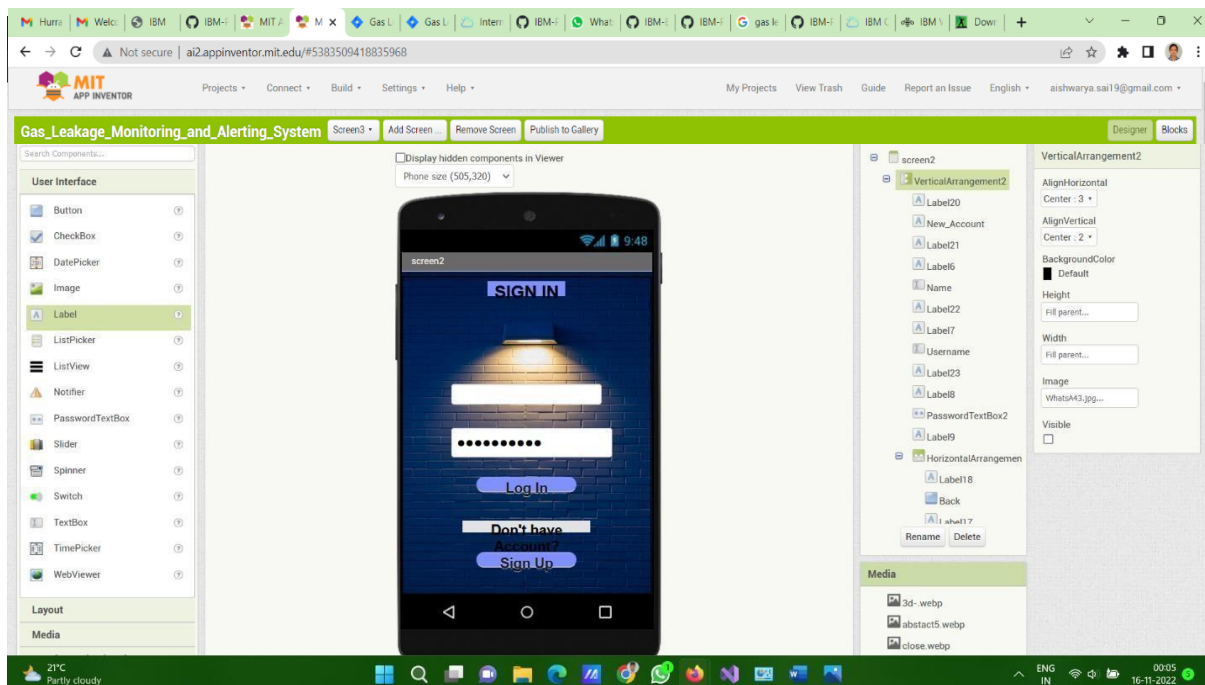 Hurra
Welc
IBM
IBM-F
MIT A
M
Gas L
Gas L
Intern
IBM-F
What
IBM-E
IBM-F
gas le
IBM-F
IBM C
IBM V
Down
Not secure | ai2.appinventor.mit.edu/#5383509418835968
MIT
APP INVENTOR
Projects
Connect
Build
Settings
Help
My Projects
View Trash
Guide
Report an Issue
English
aishwarya.sai19@gmail.com
Gas_Leakage_Monitoring_and_Alerting_System
Screen3
Add Screen ...
Remove Screen
Publish to Gallery
Designer
Blocks
Search Components...
User Interface
Button
CheckBox
DatePicker
Image
Label
ListPicker
ListView
Notifier
PasswordTextBox
Slider
Spinner
Switch
TextBox
TimePicker
WebViewer
Layout
Media
Display hidden components in Viewer
Phone size (505,320)
9:48
screen2
SIGN IN
Log In
Don't have
Account?
Sign Up
screen2
VerticalArrangement2
Label20
New_Account
Label21
Label6
Name
Label22
Label7
Username
Label23
Label8
PasswordTextBox2
Label9
HorizontalArrangemen
Label18
Back
Label17
Rename
Delete
Media
3d-.webp
abstact5.webp
close.webp
VerticalArrangement2
AlignHorizontal
Center : 3
AlignVertical
Center : 2
BackgroundColor
Default
Height
Fill parent...
Width
Fill parent...
Image
WhatsA43.jpg...
Visible
21°C
Partly cloudy
ENG
IN
00:05
16-11-2022